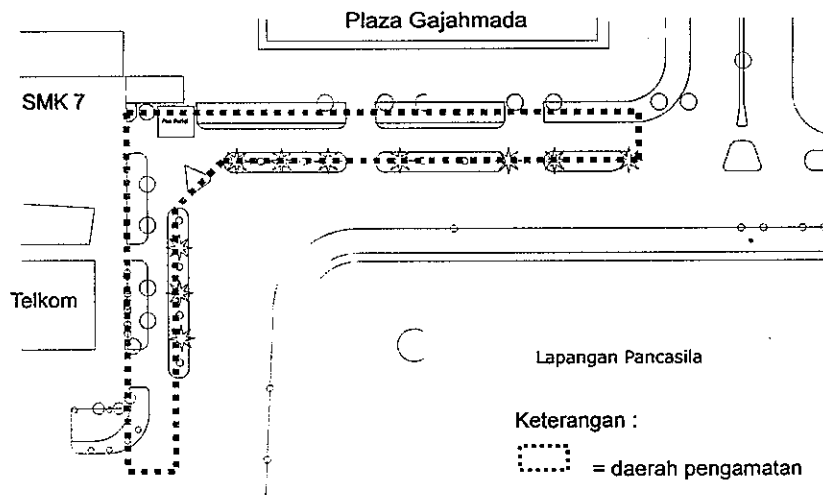 Plaza Gajahmada
SMK 7
Telkom
Lapangan Pancasila
Keterangan :
= daerah pengamatan